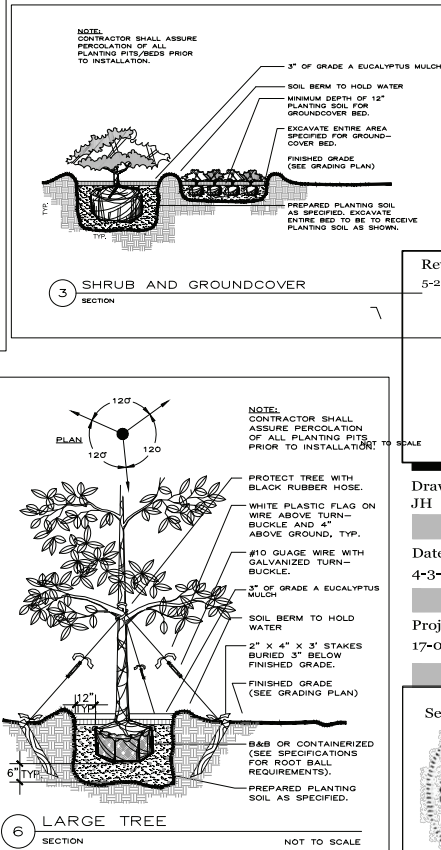 NOTE:
CONTRACTOR SHALL ASSURE
PERCOLATION OF ALL
PLANTING PITS/BEDS PRIOR
TO INSTALLATION.
3" OF GRADE A EUCALYPTUS MULCH
SOIL BERM TO HOLD WATER
MINIMUM DEPTH OF 12"
PLANTING SOIL FOR
GROUNDCOVER BED.
EXCAVATE ENTIRE AREA
SPECIFIED FOR GROUND-
COVER BED.
FINISHED GRADE
(SEE GRADING PLAN)
PREPARED PLANTING SOIL
AS SPECIFIED. EXCAVATE
ENTIRE BED TO BE TO RECEIVE
PLANTING SOIL AS SHOWN.
TYP.
TYP.
3 SHRUB AND GROUNDCOVER
SECTION
Re
5-2
120
120
120
PLAN
NOTE:
CONTRACTOR SHALL
ASSURE PERCOLATION
OF ALL PLANTING PITS
PRIOR TO INSTALLATION.
NOT TO SCALE
PROTECT TREE WITH
BLACK RUBBER HOSE.
WHITE PLASTIC FLAG ON
WIRE ABOVE TURN-
BUCKLE AND 4"
ABOVE GROUND, TYP.
#10 GUAGE WIRE WITH
GALVANIZED TURN-
BUCKLE.
3" OF GRADE A EUCALYPTUS
MULCH
SOIL BERM TO HOLD
WATER
2" X 4" X 3' STAKES
BURIED 3" BELOW
FINISHED GRADE.
FINISHED GRADE
(SEE GRADING PLAN)
B&B OR CONTAINERIZED
(SEE SPECIFICATIONS
FOR ROOT BALL
REQUIREMENTS).
PREPARED PLANTING
SOIL AS SPECIFIED.
12"
TYP
6" TYP.
6 LARGE TREE
SECTION
NOT TO SCALE
Draw
JH
Date
4-3-
Proj
17-0
Se